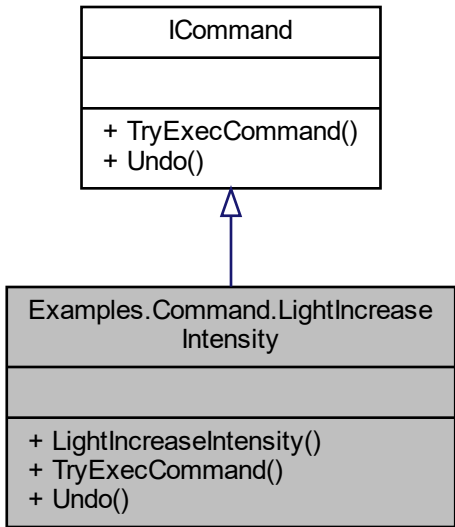 ICommand
+ TryExecCommand()
+ Undo()
Examples.Command.LightIncrease
Intensity
+ LightIncreaseIntensity()
+ TryExecCommand()
+ Undo()